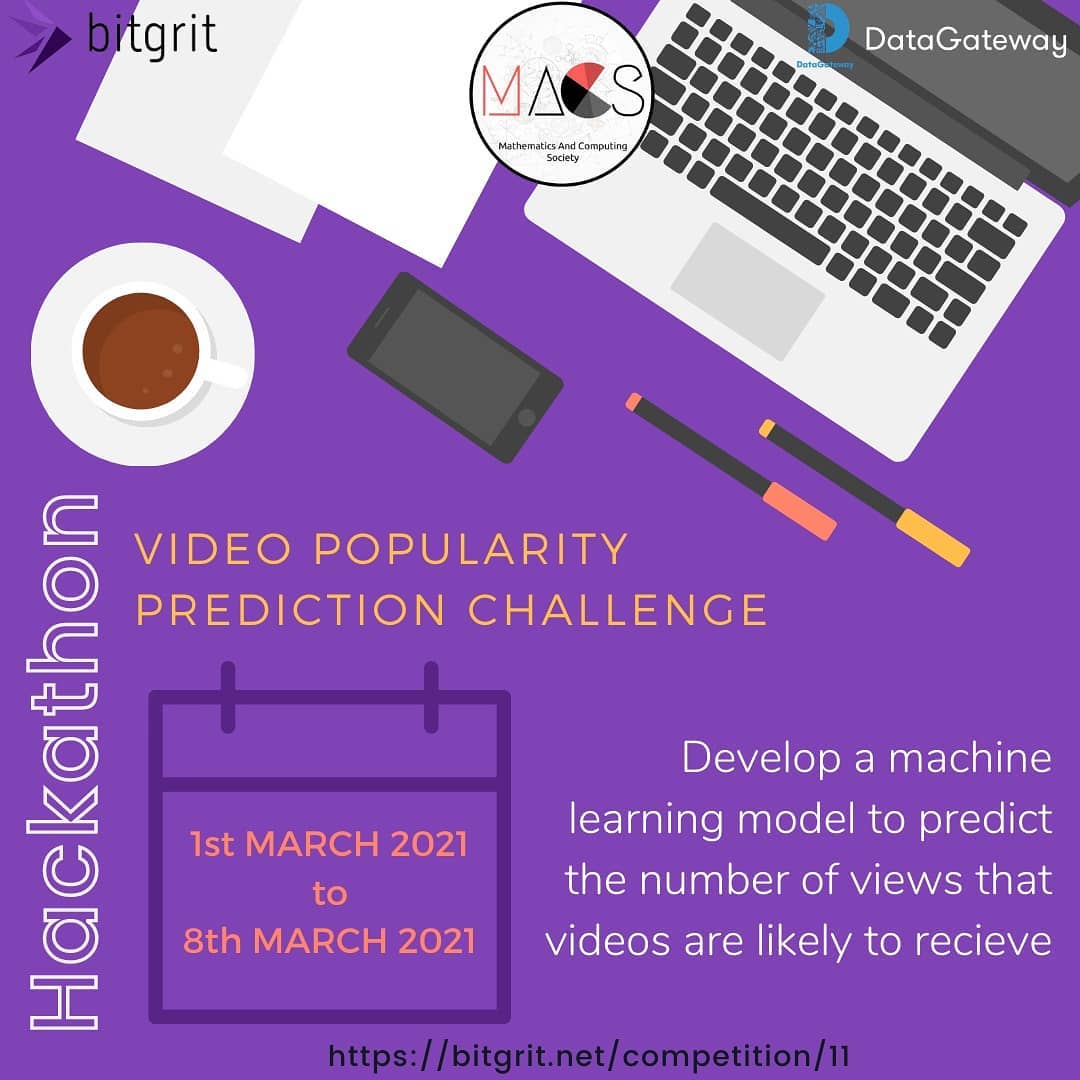 bitgrit
MACS
Mathematics And Computing
Society
DataGateway
DataGateway
Hackathon
VIDEO POPULARITY
PREDICTION CHALLENGE
1st MARCH 2021
to
8th MARCH 2021
Develop a machine
learning model to predict
the number of views that
videos are likely to recieve
https://bitgrit.net/competition/11